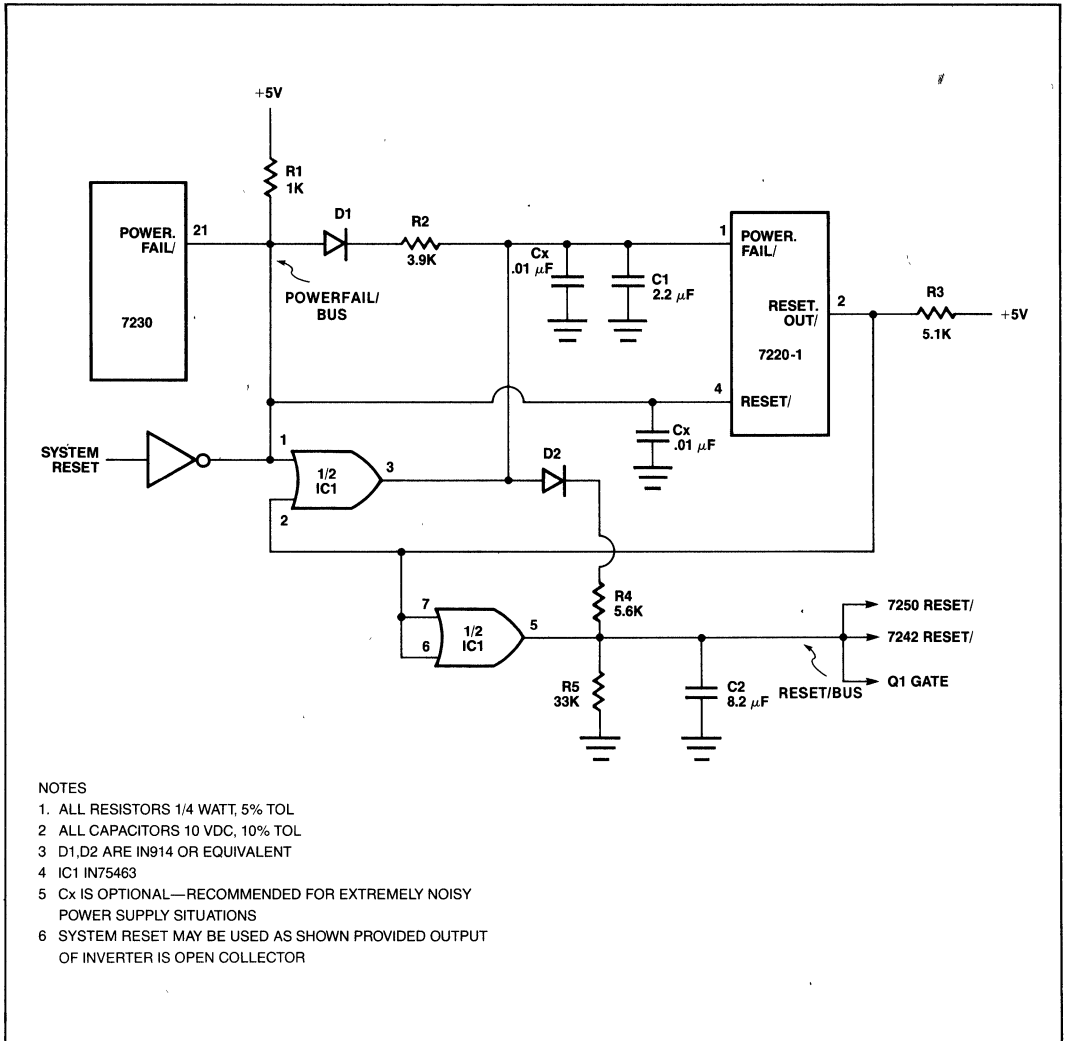 +5V
R1
1K
POWER.
FAIL/
21
D1
R2
3.9K
Cx
.01 μF
C1
2.2 μF
1
POWER.
FAIL/
RESET.
OUT/
2
R3
5.1K
+5V
POWERFAIL/
BUS
7230
7220-1
4
RESET/
Cx
.01 μF
SYSTEM
RESET
1
2
1/2
IC1
3
D2
R4
5.6K
7
6
1/2
IC1
5
R5
33K
C2
8.2 μF
RESET/BUS
7250 RESET/
7242 RESET/
Q1 GATE
NOTES
1. ALL RESISTORS 1/4 WATT, 5% TOL
2 ALL CAPACITORS 10 VDC, 10% TOL
3 D1,D2 ARE IN914 OR EQUIVALENT
4 IC1 IN75463
5 Cx IS OPTIONAL—RECOMMENDED FOR EXTREMELY NOISY
POWER SUPPLY SITUATIONS
6 SYSTEM RESET MAY BE USED AS SHOWN PROVIDED OUTPUT
OF INVERTER IS OPEN COLLECTOR